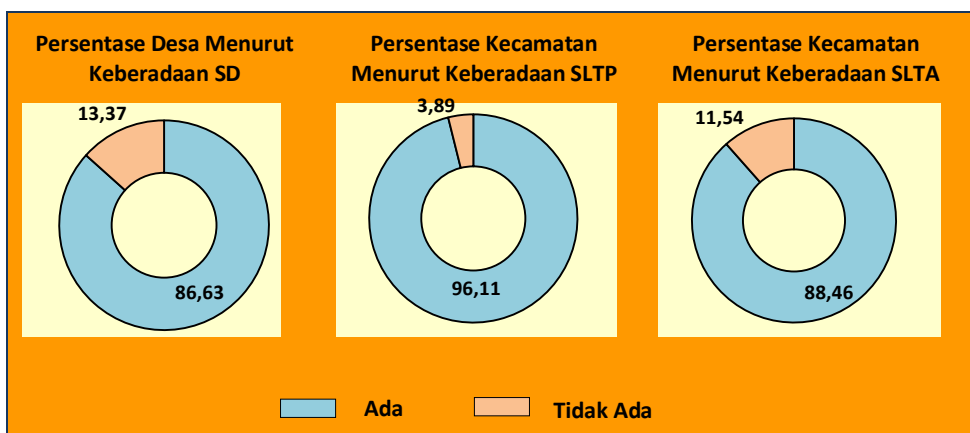 Persentase Desa Menurut
Keberadaan SD
13,37
86,63
Persentase Kecamatan
Menurut Keberadaan SLTP
3,89
96,11
Persentase Kecamatan
Menurut Keberadaan SLTA
11,54
88,46
Ada
Tidak Ada